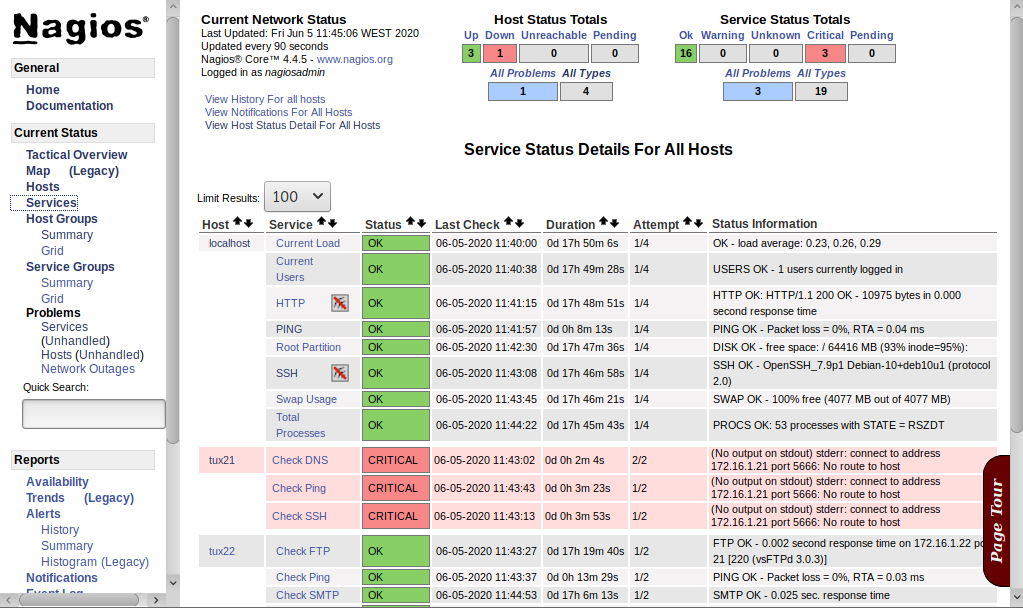 Nagios®
General
Home
Documentation
Current Status
Tactical Overview
Map (Legacy)
Hosts
Services
Host Groups
Summary
Grid
Service Groups
Summary
Grid
Problems
Services
(Unhandled)
Hosts (Unhandled)
Network Outages
Quick Search:
Reports
Availability
Trends (Legacy)
Alerts
History
Summary
Histogram (Legacy)
Notifications
Event Log
Current Network Status
Last Updated: Fri Jun 5 11:45:06 WEST 2020
Updated every 90 seconds
Nagios® Core™ 4.4.5 - www.nagios.org
Logged in as nagiosadmin
View History For all hosts
View Notifications For All Hosts
View Host Status Detail For All Hosts
Host Status Totals
Up Down Unreachable Pending
3 1 0 0
All Problems All Types
1 4
Service Status Totals
Ok Warning Unknown Critical Pending
16 0 0 3 0
All Problems All Types
3 19
Service Status Details For All Hosts
Limit Results: 100
Host Service Status Last Check Duration Attempt Status Information
localhost Current Load OK 06-05-2020 11:40:00 0d 17h 50m 6s 1/4 OK - load average: 0.23, 0.26, 0.29
Current
Users OK 06-05-2020 11:40:38 0d 17h 49m 28s 1/4 USERS OK - 1 users currently logged in
HTTP OK 06-05-2020 11:41:15 0d 17h 48m 51s 1/4 HTTP OK: HTTP/1.1 200 OK - 10975 bytes in 0.000
second response time
PING OK 06-05-2020 11:41:57 0d 0h 8m 13s 1/4 PING OK - Packet loss = 0%, RTA = 0.04 ms
Root Partition OK 06-05-2020 11:42:30 0d 17h 47m 36s 1/4 DISK OK - free space: / 64416 MB (93% inode=95%):
SSH OK 06-05-2020 11:43:08 0d 17h 46m 58s 1/4 SSH OK - OpenSSH_7.9p1 Debian-10+deb10u1 (protocol
2.0)
Swap Usage OK 06-05-2020 11:43:45 0d 17h 46m 21s 1/4 SWAP OK - 100% free (4077 MB out of 4077 MB)
Total
Processes OK 06-05-2020 11:44:22 0d 17h 45m 43s 1/4 PROCS OK: 53 processes with STATE = RSZDT
tux21 Check DNS CRITICAL 06-05-2020 11:43:02 0d 0h 2m 4s 2/2 (No output on stdout) stderr: connect to address
172.16.1.21 port 5666: No route to host
Check Ping CRITICAL 06-05-2020 11:43:43 0d 0h 3m 23s 1/2 (No output on stdout) stderr: connect to address
172.16.1.21 port 5666: No route to host
Check SSH CRITICAL 06-05-2020 11:43:13 0d 0h 3m 53s 1/2 (No output on stdout) stderr: connect to address
172.16.1.21 port 5666: No route to host
tux22 Check FTP OK 06-05-2020 11:43:27 0d 17h 19m 40s 1/2 FTP OK - 0.002 second response time on 172.16.1.22
21 [220 (vsFTPd 3.0.3)]
Check Ping OK 06-05-2020 11:43:37 0d 0h 13m 29s 1/2 PING OK - Packet loss = 0%, RTA = 0.03 ms
Check SMTP OK 06-05-2020 11:44:53 0d 17h 6m 13s 1/2 SMTP OK - 0.025 sec. response time
Page Tour